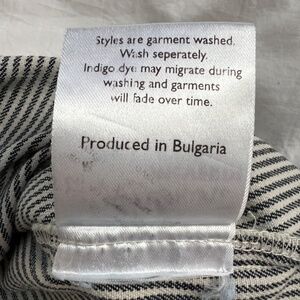 Styles are garment washed.
Wash seperately.
Indigo dye may migrate during
washing and garments
will fade over time.
Produced in Bulgaria